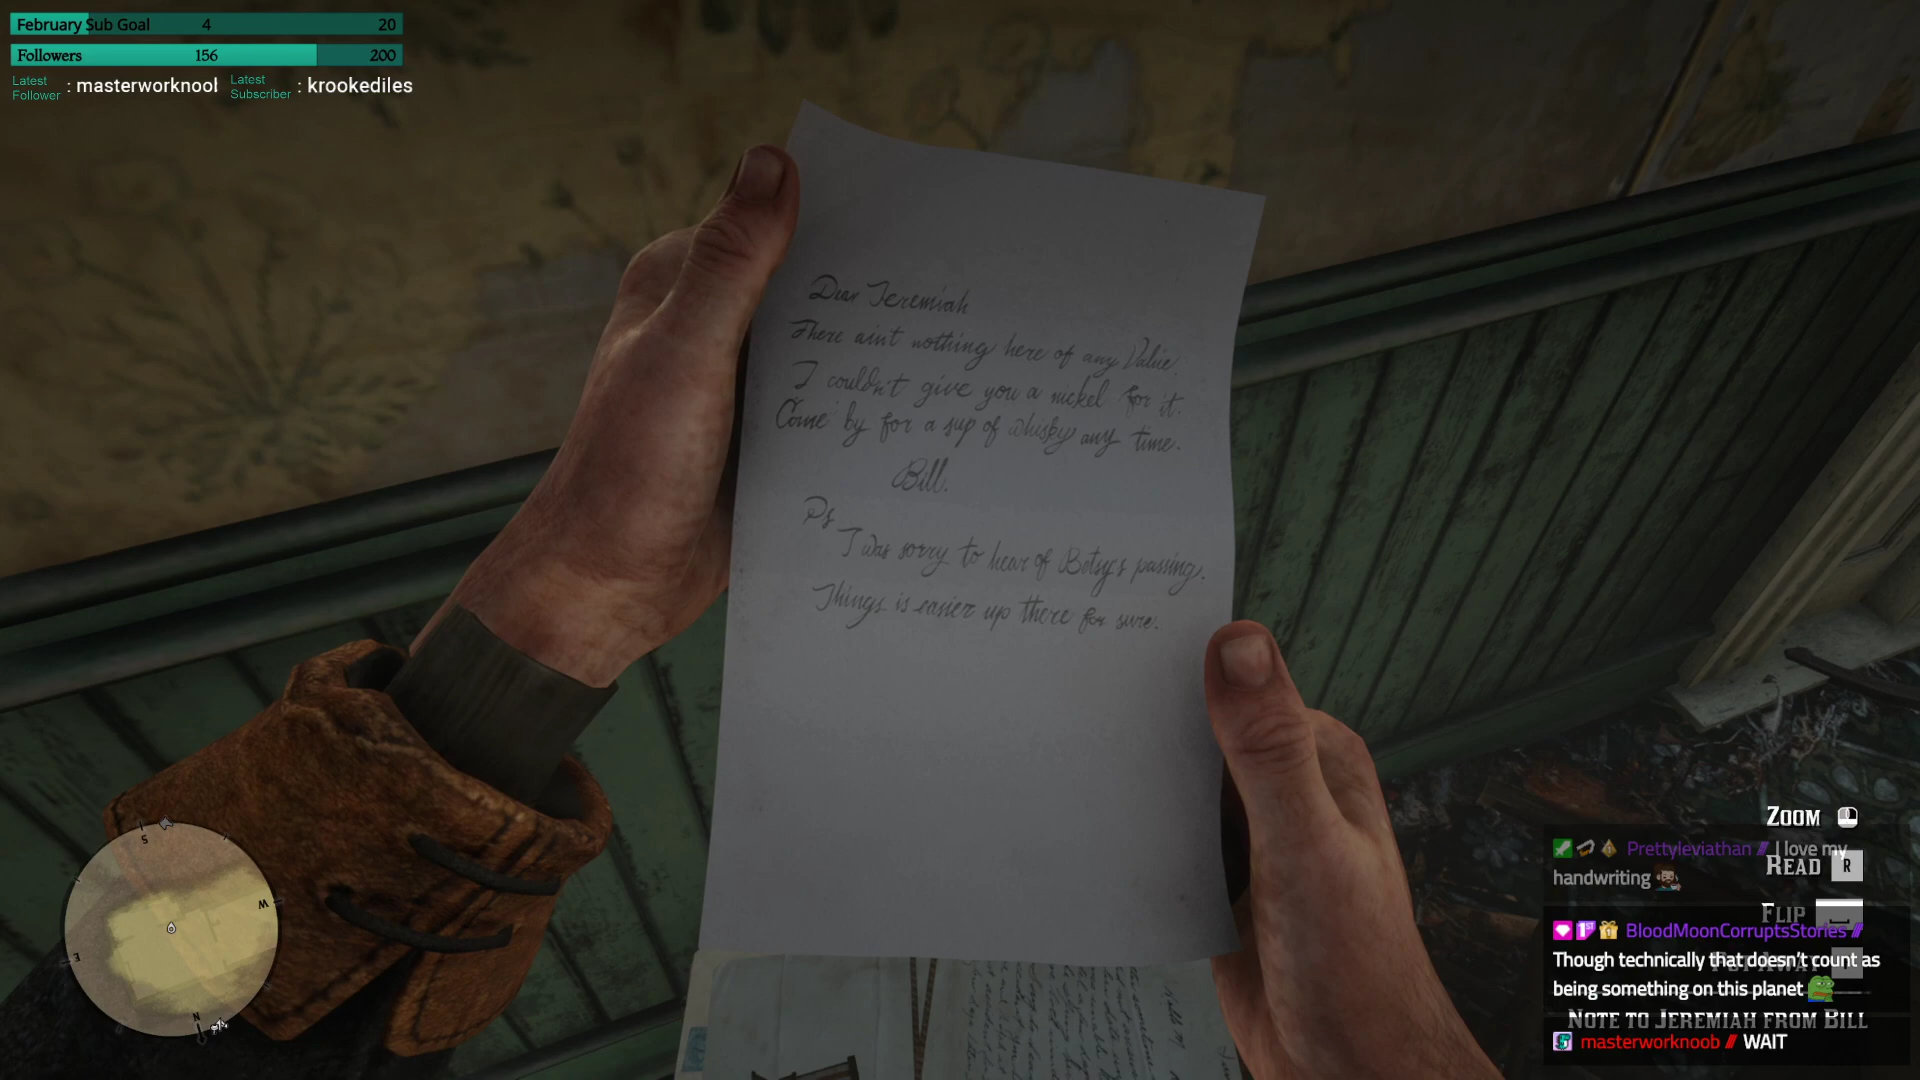 February Sub Goal 4 20
Followers 156 200
Latest Follower : masterworknool Latest Subscriber : krookediles
Dear Jeremiah
There aint nothing here of any Value.
I couldn't give you a nickel for it.
Come by for a sup of whisky any time.
Bill.
Ps
I was sorry to hear of Betsy's passing.
Things is easier up there for sure.
S
W
E
N
ZOOM
Prettyleviathan // I love my
handwriting
READ R
FLIP
BloodMoonCorruptsStories //
Though technically that doesn't count as
being something on this planet
PUT AWAY
NOTE TO JEREMIAH FROM BILL
masterworknoob // WAIT